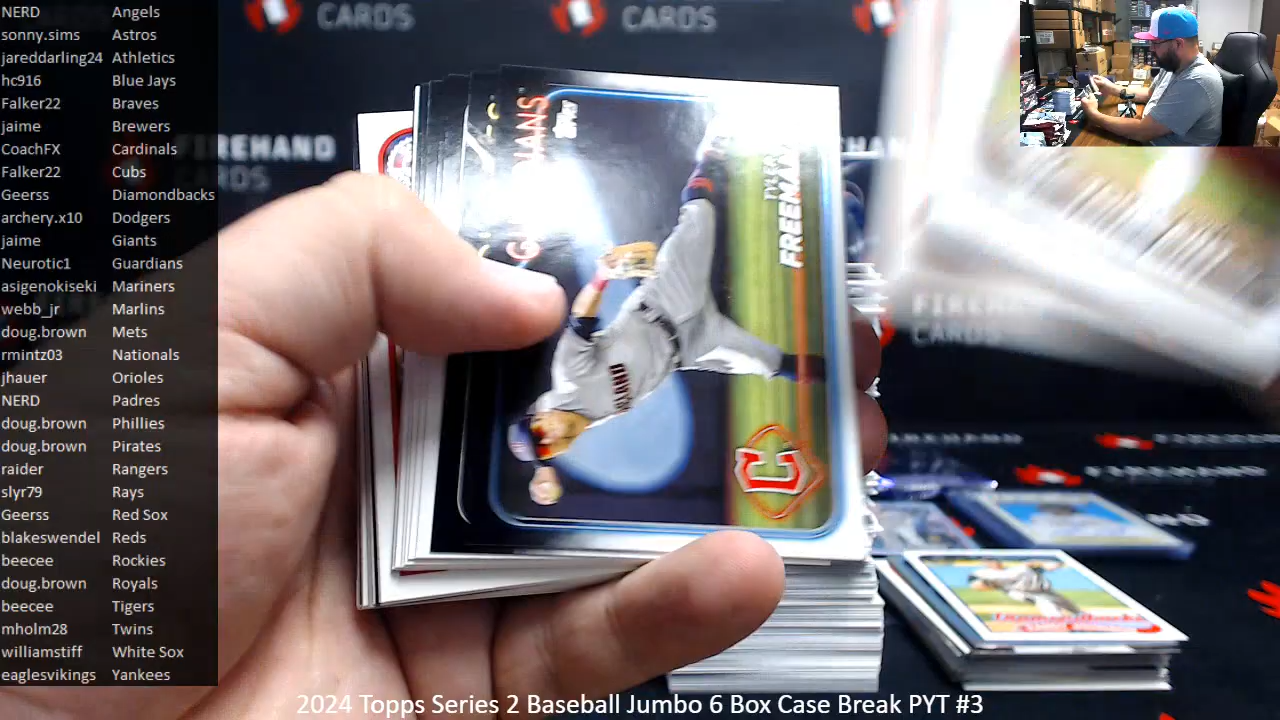 NERD Angels
sonny.sims Astros
jareddarling24 Athletics
hc916 Blue Jays
Falker22 Braves
jaime Brewers
CoachFX Cardinals
Falker22 Cubs
Geerss Diamondbacks
archery.x10 Dodgers
jaime Giants
Neurotic1 Guardians
asigenokiseki Mariners
webb_jr Marlins
doug.brown Mets
rmintz03 Nationals
jhauer Orioles
NERD Padres
doug.brown Phillies
doug.brown Pirates
raider Rangers
slyr79 Rays
Geerss Red Sox
blakeswendel Reds
beecee Rockies
doug.brown Royals
beecee Tigers
mholm28 Twins
williamstiff White Sox
eaglesvikings Yankees
CARDS
CARDS
FIREHAND
CARDS
FIREHAND
CARDS
Topps
FREEMAN
C
2024 Topps Series 2 Baseball Jumbo 6 Box Case Break PYT #3